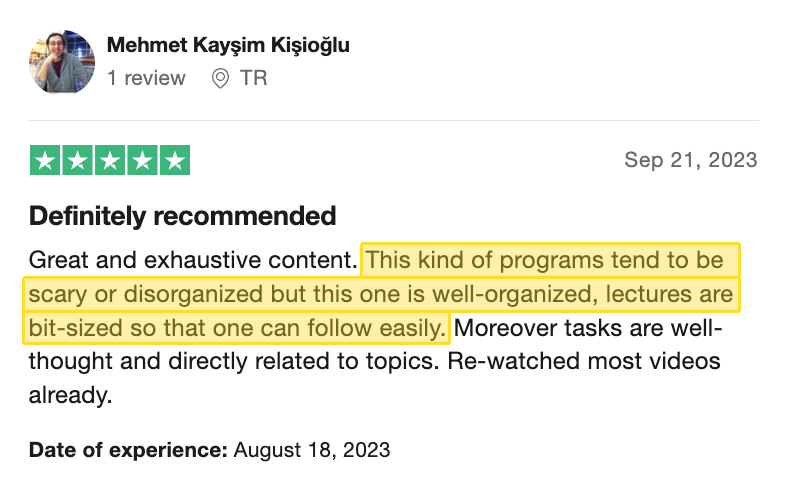 Mehmet Kayşim Kişioğlu
1 review TR
Sep 21, 2023
Definitely recommended
Great and exhaustive content. This kind of programs tend to be
scary or disorganized but this one is well-organized, lectures are
bit-sized so that one can follow easily. Moreover tasks are well-
thought and directly related to topics. Re-watched most videos
already.
Date of experience: August 18, 2023